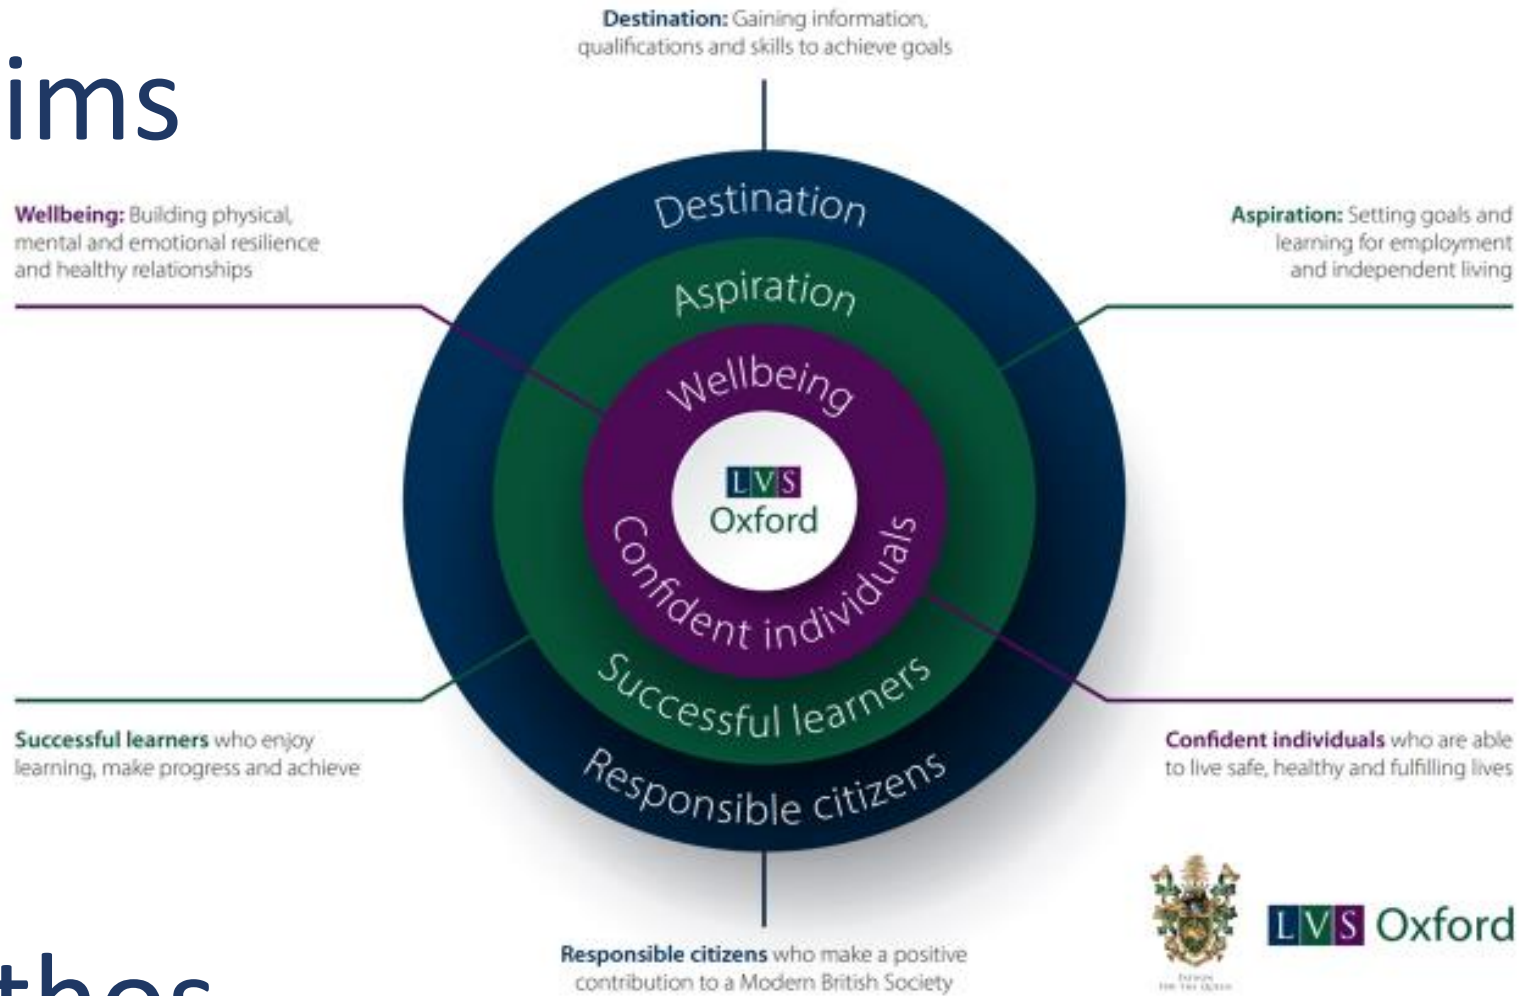 Destination: Gaining information,
qualifications and skills to achieve goals
ims
Wellbeing: Building physical,
mental and emotional resilience
and healthy relationships
Aspiration: Setting goals and
learning for employment
and independent living
Destination
Aspiration
Wellbeing
LVS
Oxford
Confident individuals
Successful learners
Responsible citizens
Successful learners who enjoy
learning, make progress and achieve
Confident individuals who are able
to live safe, healthy and fulfilling lives
LVS Oxford
Responsible citizens who make a positive
contribution to a Modern British Society
thos